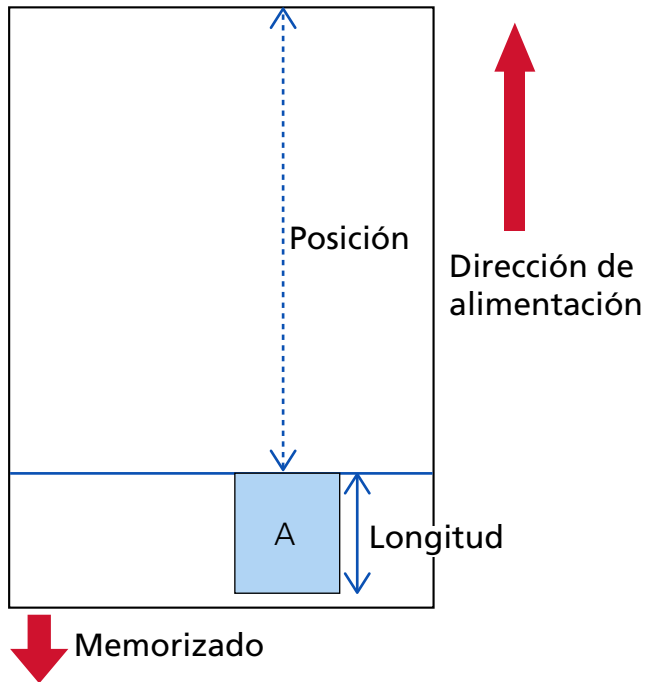 Posición
Dirección de
alimentación
A
Longitud
Memorizado